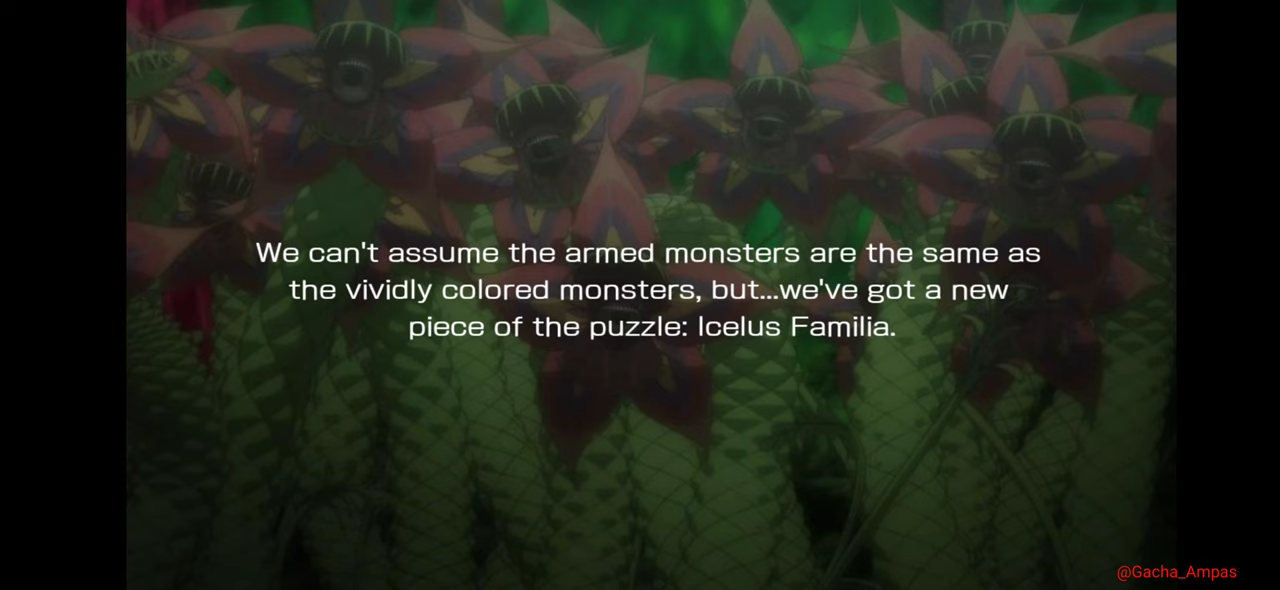 We can't assume the armed monsters are the same as
the vividly colored monsters, but...we've got a new
piece of the puzzle: Icelus Familia.
@Gacha_Ampas